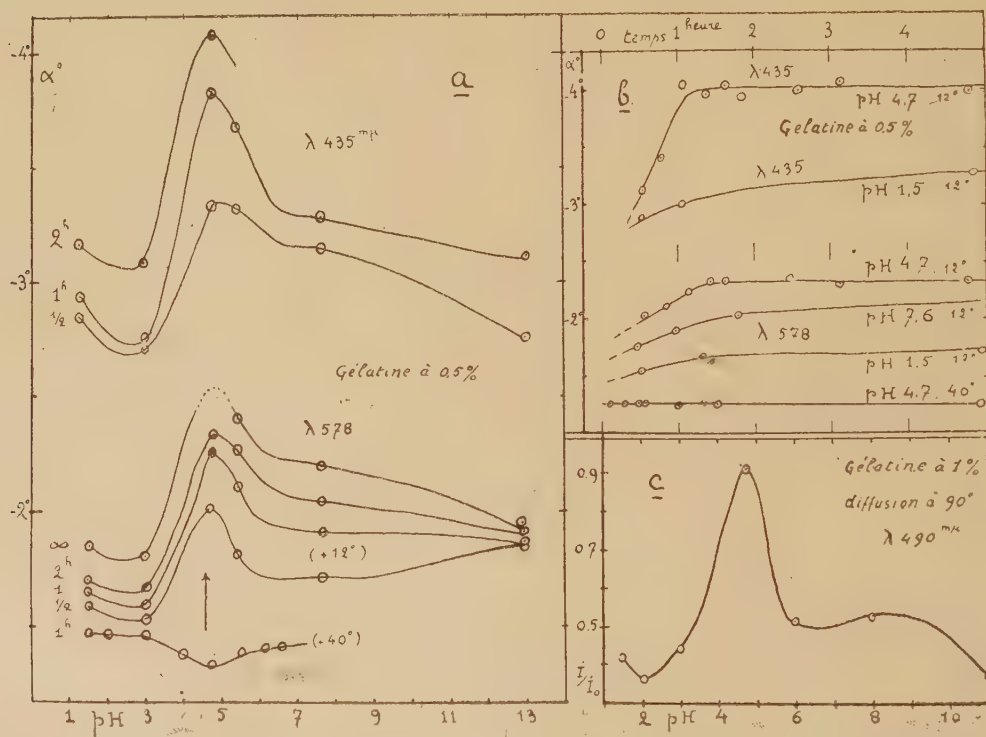 a
α°
-4°
-3°
-2°
λ 435 mµ
2h
1h
1/2
Gélatine à 0.5%
λ 578
∞
2h
1
1/2
1h
(+12°)
(+40°)
1 pH 3 5 7 9 11 13
b
0 temps 1 heure 2 3 4
α°
-4°
-3°
-2°
λ 435
pH 4.7 12°
Gélatine à 0.5%
λ 435
pH 1,5 12°
pH 4.7. 12°
pH 7,6 12°
λ 578
pH 1.5 12°
pH 4.7. 40°
c
Gélatine à 1%
diffusion à 90°
λ 490 mµ
0.9
0.7
0.5
i/i₀
2 pH 4 6 8 10